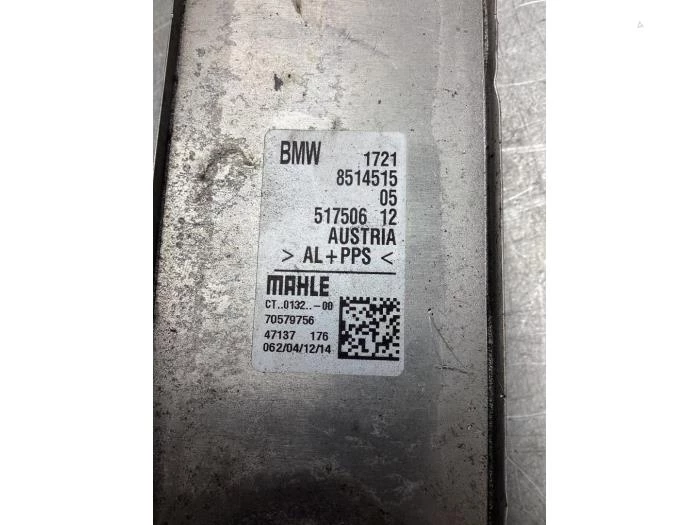 BMW 1721
8514515
05
517506 12
AUSTRIA
> AL+PPS <
MAHLE
CT..0132..-00
70579756
47137 176
062/04/12/14